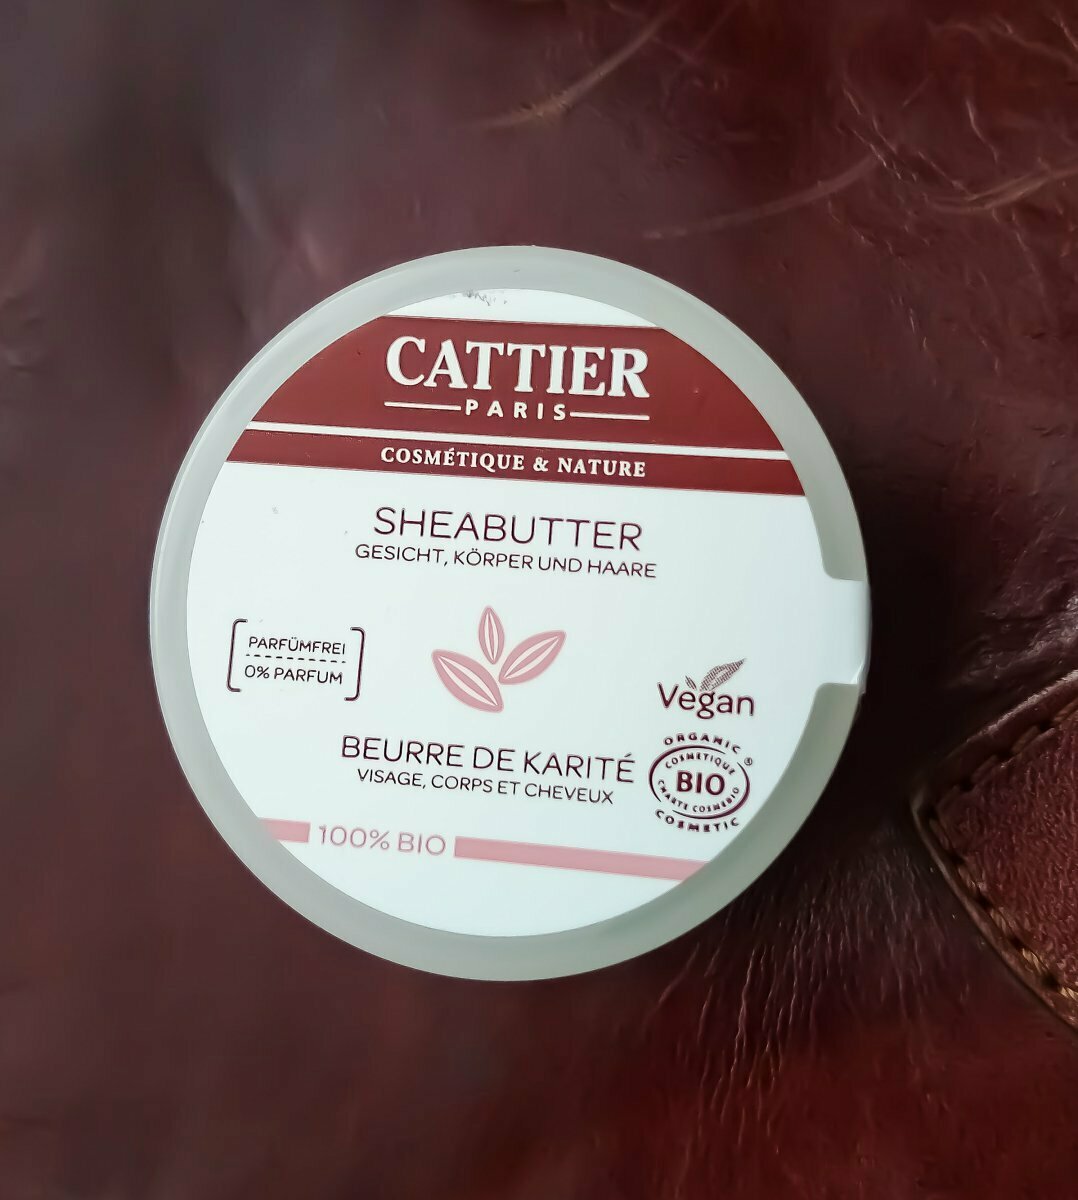 CATTIER
PARIS
COSMÉTIQUE & NATURE
SHEABUTTER
GESICHT, KÖRPER UND HAARE
PARFÜMFREI
0% PARFUM
Vegan
BEURRE DE KARITÉ
VISAGE, CORPS ET CHEVEUX
ORGANIC
COSMETIQUE
®
BIO
CHARTE COSMEBIO
COSMETIC
100% BIO